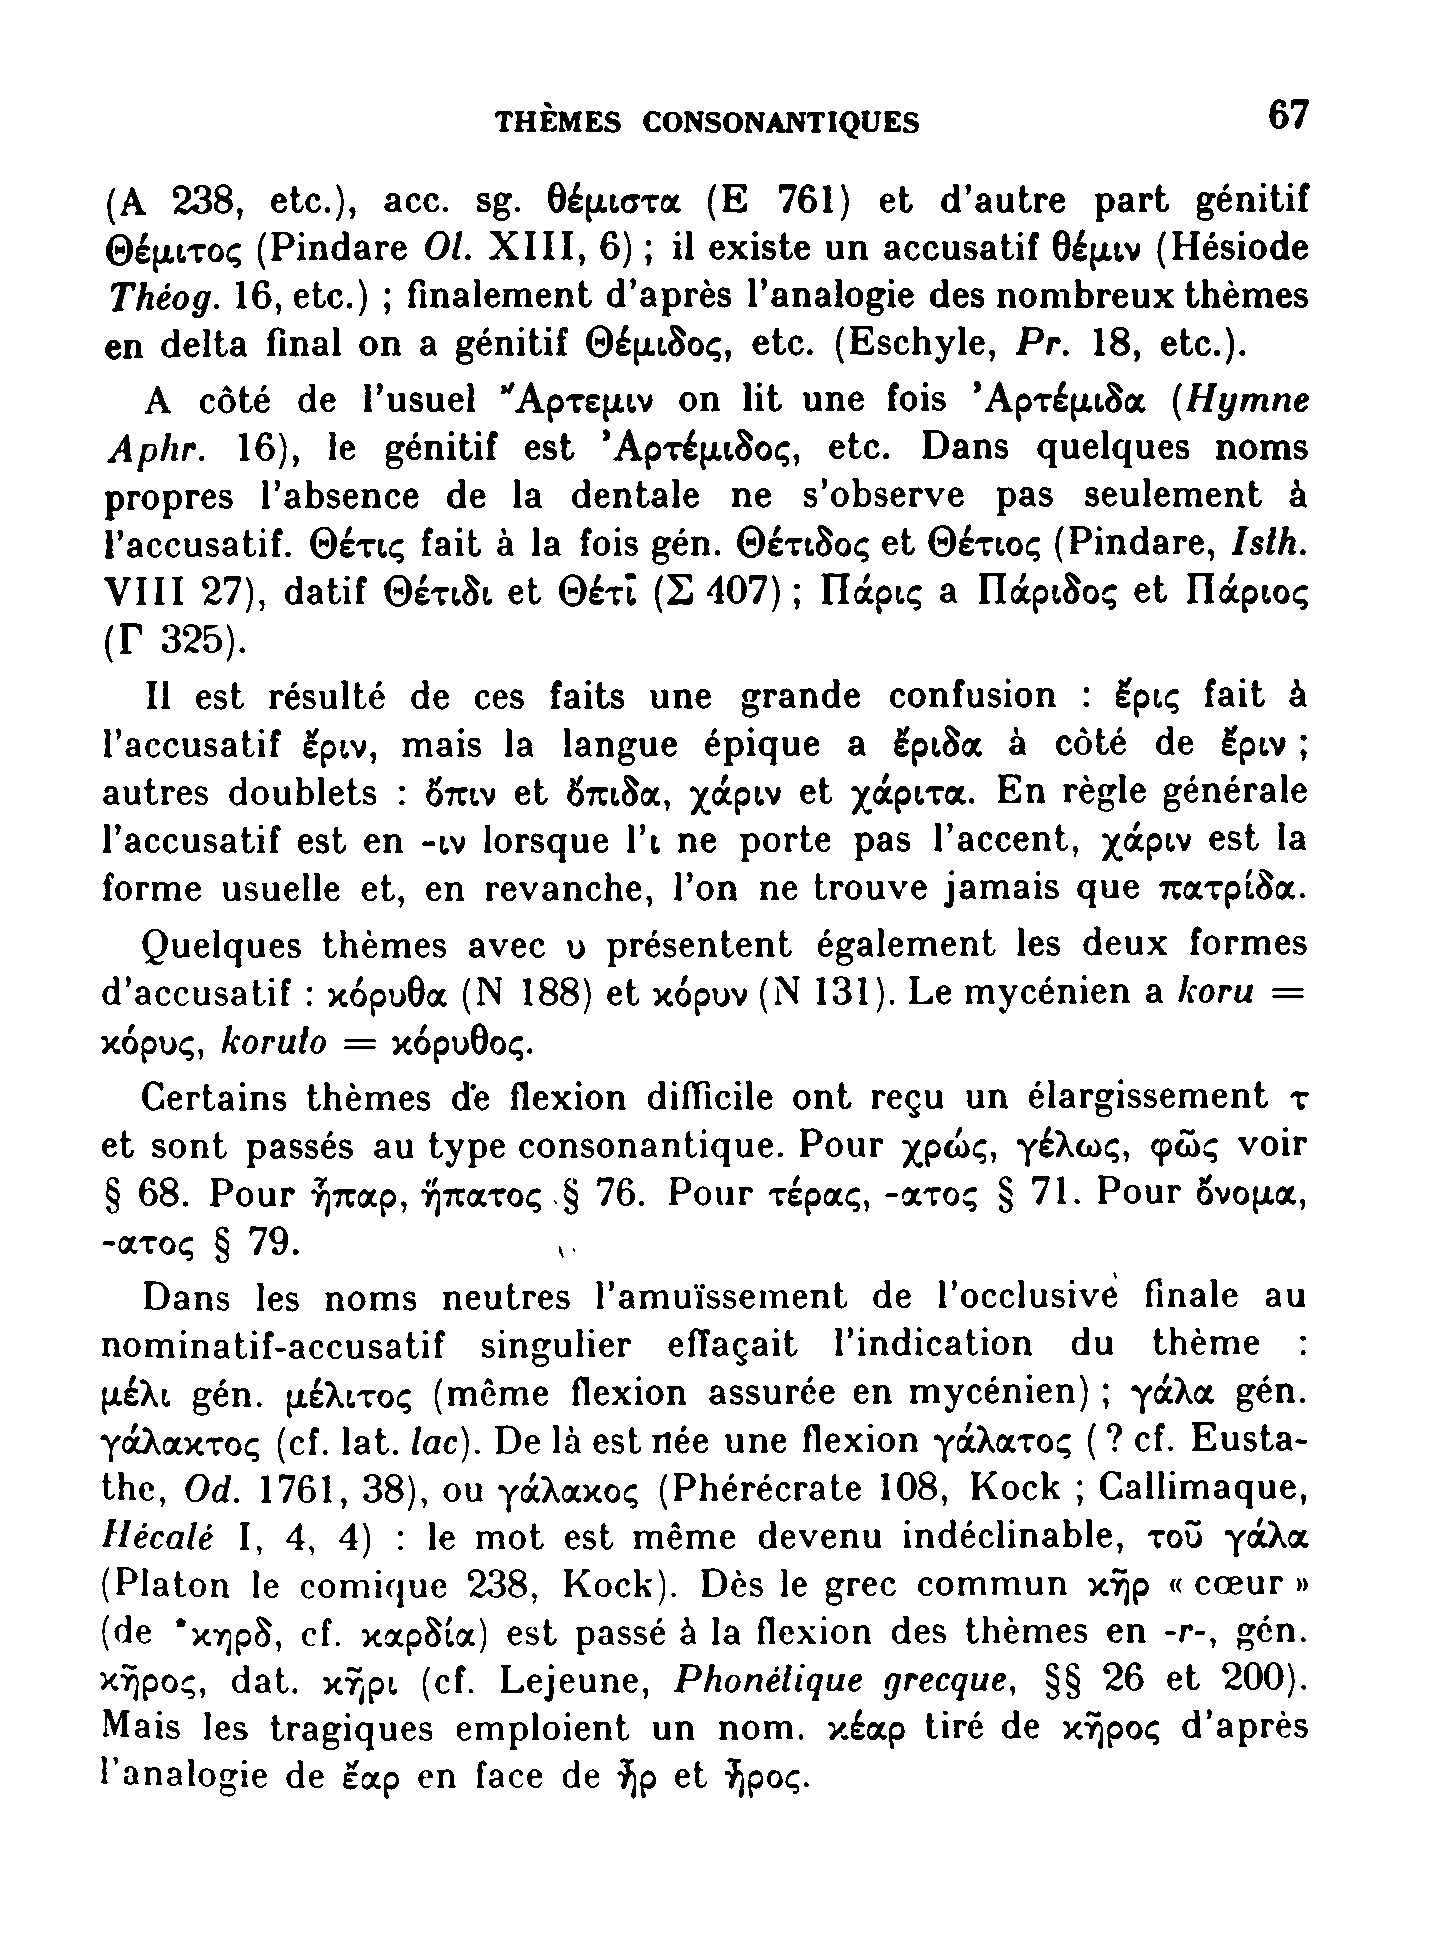 THÈMES CONSONANTIQUES 67
(A 238, etc.), acc. sg. θέμιστα (E 761) et d'autre part génitif
Θέμιτος (Pindare Ol. XIII, 6) ; il existe un accusatif θέμιν (Hésiode
Théog. 16, etc.) ; finalement d'après l'analogie des nombreux thèmes
en delta final on a génitif Θέμιδος, etc. (Eschyle, Pr. 18, etc.).
A côté de l'usuel Ἄρτεμιν on lit une fois Ἀρτέμιδα (Hymne
Aphr. 16), le génitif est Ἀρτέμιδος, etc. Dans quelques noms
propres l'absence de la dentale ne s'observe pas seulement à
l'accusatif. Θέτις fait à la fois gén. Θέτιδος et Θέτιος (Pindare, Isth.
VIII 27), datif Θέτιδι et Θέτῑ (Σ 407) ; Πάρις a Πάριδος et Πάριος
(Γ 325).
Il est résulté de ces faits une grande confusion : ἔρις fait à
l'accusatif ἔριν, mais la langue épique a ἔριδα à côté de ἔριν ;
autres doublets : ὄπιν et ὄπιδα, χάριν et χάριτα. En règle générale
l'accusatif est en -ιν lorsque l'ι ne porte pas l'accent, χάριν est la
forme usuelle et, en revanche, l'on ne trouve jamais que πατρίδα.
Quelques thèmes avec υ présentent également les deux formes
d'accusatif : κόρυθα (N 188) et κόρυν (N 131). Le mycénien a koru =
κόρυς, koruto = κόρυθος.
Certains thèmes de flexion difficile ont reçu un élargissement τ
et sont passés au type consonantique. Pour χρώς, γέλως, φῶς voir
§ 68. Pour ἧπαρ, ἥπατος § 76. Pour τέρας, -ατος § 71. Pour ὄνομα,
-ατος § 79.
Dans les noms neutres l'amuïssement de l'occlusive finale au
nominatif-accusatif singulier effaçait l'indication du thème :
μέλι gén. μέλιτος (même flexion assurée en mycénien) ; γάλα gén.
γάλακτος (cf. lat. lac). De là est née une flexion γάλατος (? cf. Eusta-
the, Od. 1761, 38), ou γάλακος (Phérécrate 108, Kock ; Callimaque,
Hécalé I, 4, 4) : le mot est même devenu indéclinable, τοῦ γάλα
(Platon le comique 238, Kock). Dès le grec commun κῆρ « cœur »
(de *κηρδ, cf. καρδία) est passé à la flexion des thèmes en -r-, gén.
κῆρος, dat. κῆρι (cf. Lejeune, Phonétique grecque, §§ 26 et 200).
Mais les tragiques emploient un nom. κέαρ tiré de κῆρος d'après
l'analogie de ἔαρ en face de ἦρ et ἦρος.